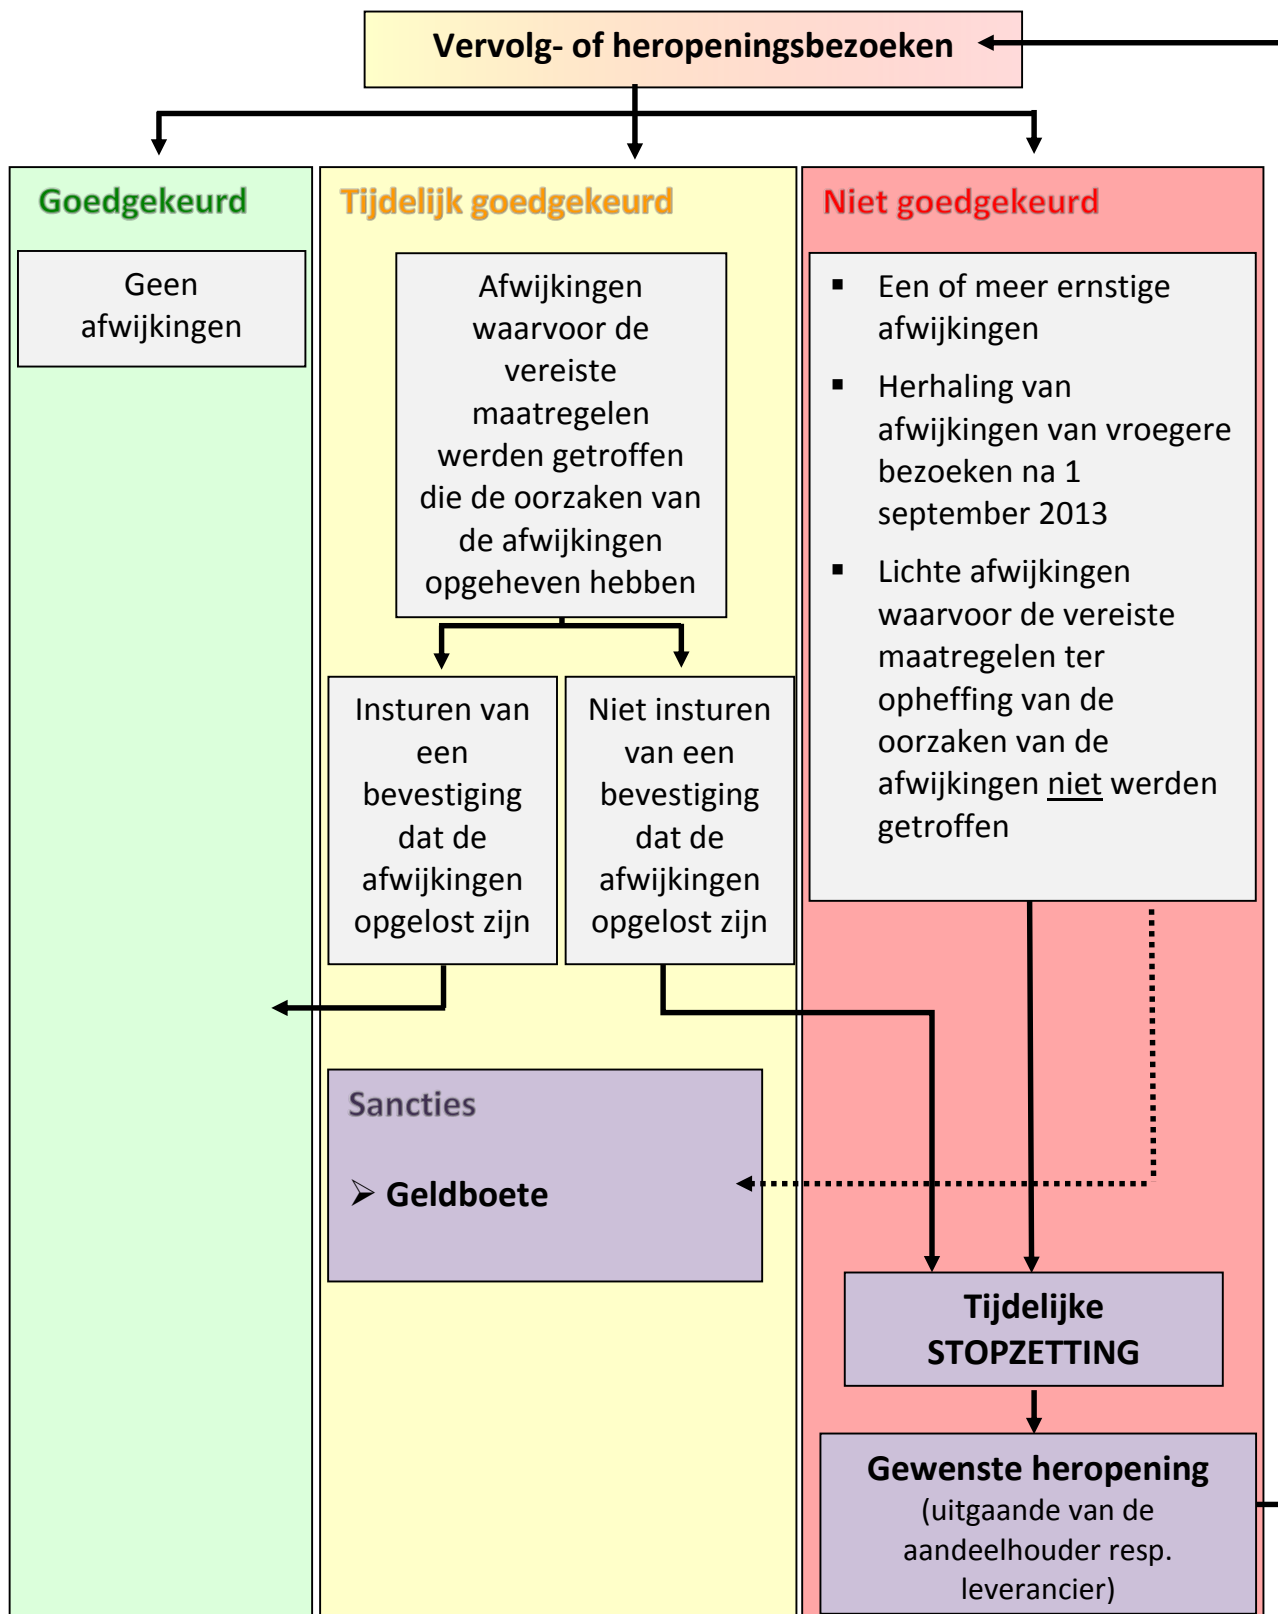 Vervolg- of heropeningsbezoeken
Goedgekeurd
Geen
afwijkingen
Tijdelijk goedgekeurd
Afwijkingen
waarvoor de
vereiste
maatregelen
werden getroffen
die de oorzaken van
de afwijkingen
opgeheven hebben
Insturen van
een
bevestiging
dat de
afwijkingen
opgelost zijn
Niet insturen
van een
bevestiging
dat de
afwijkingen
opgelost zijn
Sancties
➢ Geldboete
Niet goedgekeurd
▪ Een of meer ernstige
afwijkingen
▪ Herhaling van
afwijkingen van vroegere
bezoeken na 1
september 2013
▪ Lichte afwijkingen
waarvoor de vereiste
maatregelen ter
opheffing van de
oorzaken van de
afwijkingen niet werden
getroffen
Tijdelijke
STOPZETTING
Gewenste heropening
(uitgaande van de
aandeelhouder resp.
leverancier)